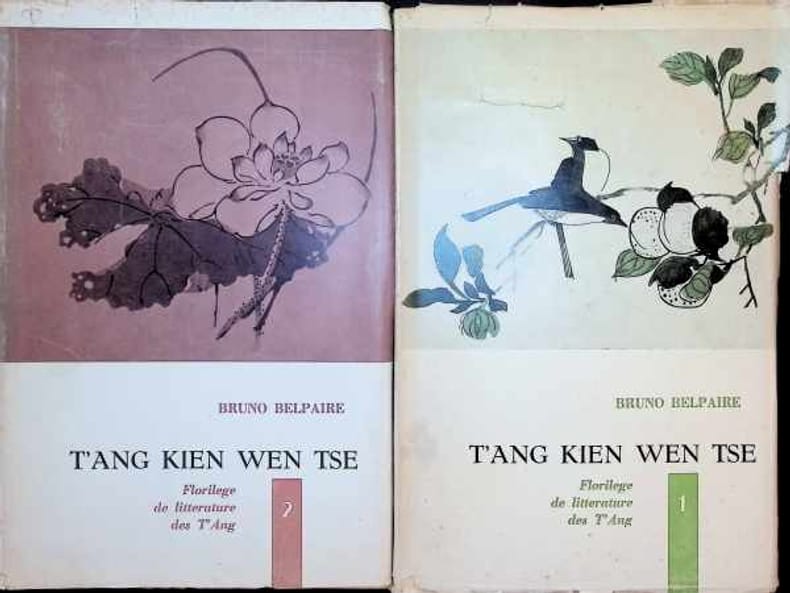 BRUNO BELPAIRE
T'ANG KIEN WEN TSE
Florilege
de litterature
des T'Ang
2
BRUNO BELPAIRE
T'ANG KIEN WEN TSE
Florilege
de litterature
des T'Ang
1